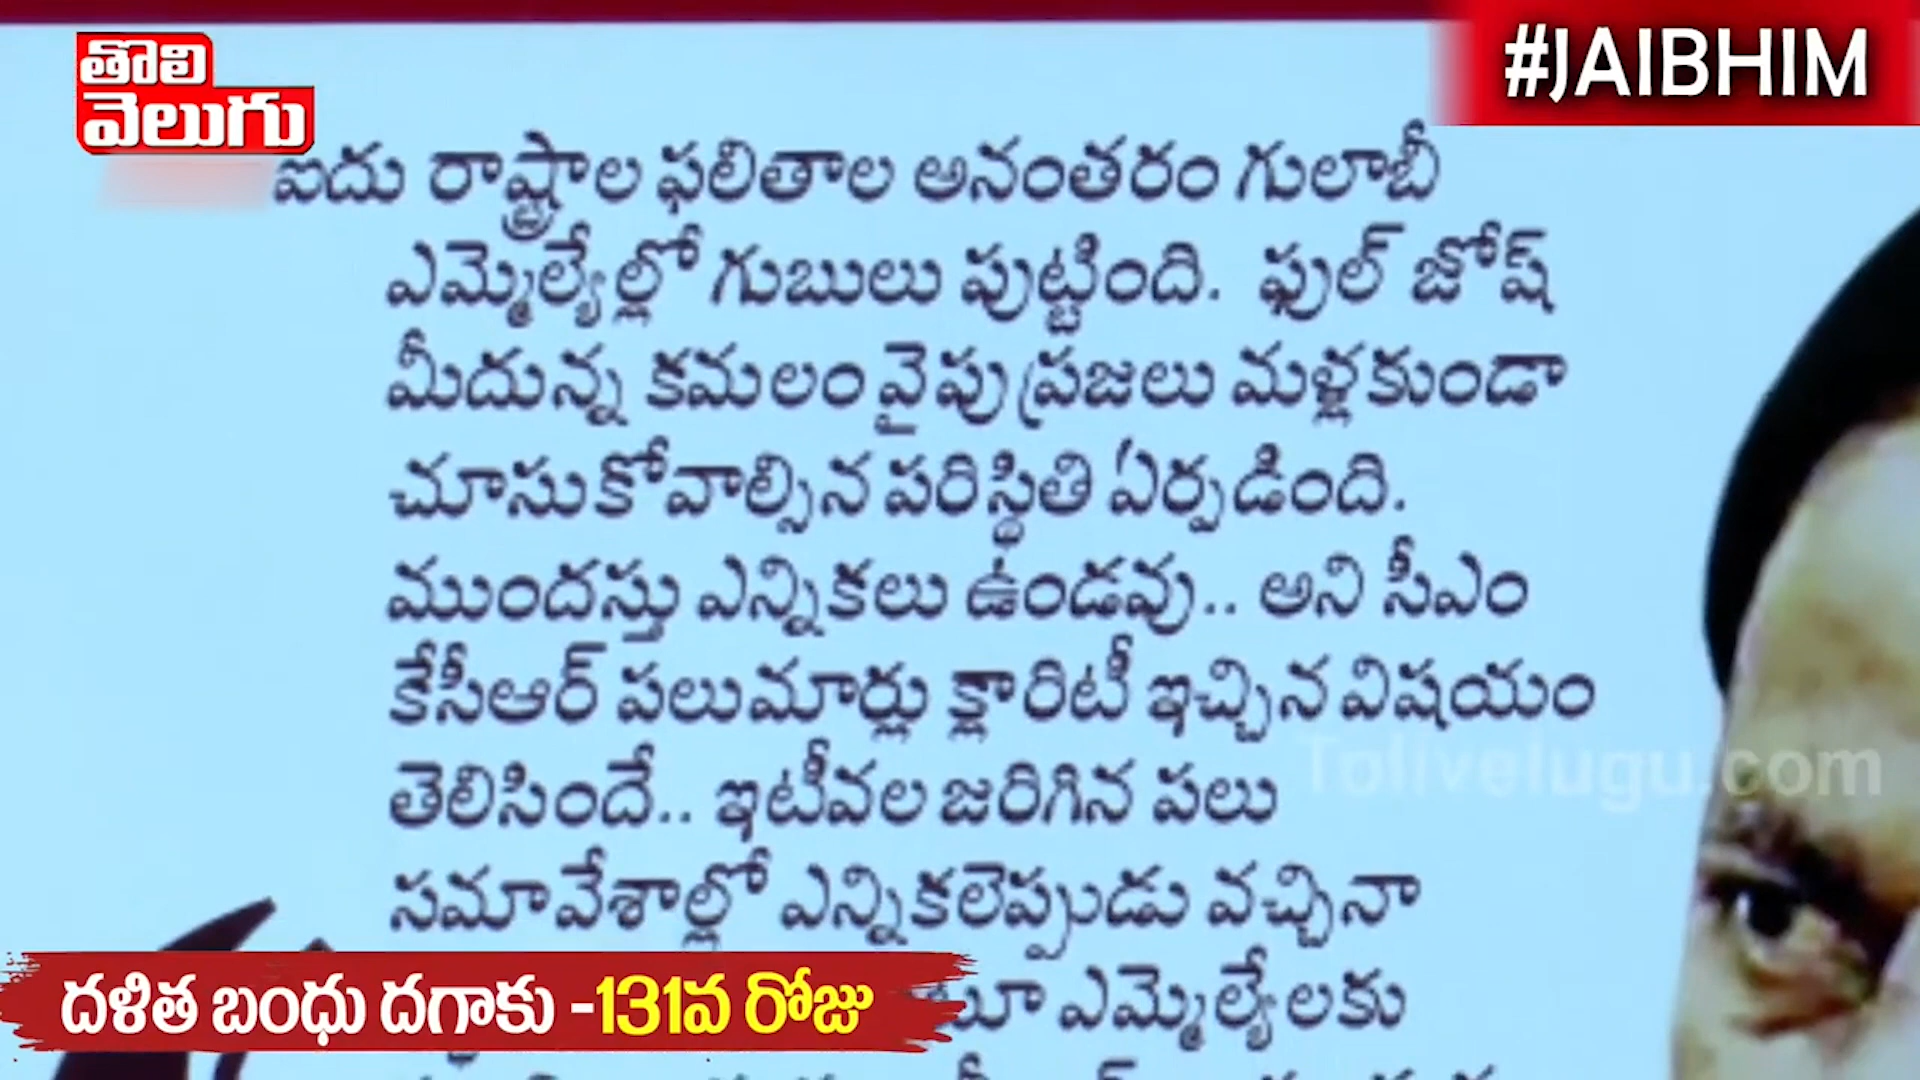 #JAIBHIM
తొలి
వెలుగు
ఐదు రాష్ట్రాల ఫలితాల అనంతరం గులాబీ
ఎమ్మెల్యేల్లో గుబులు పుట్టింది. ఫుల్ జోష్
మీదున్న కమలం వైపు ప్రజలు మళ్లకుండా
చూసుకోవాల్సిన పరిస్థితి ఏర్పడింది.
ముందస్తు ఎన్నికలు ఉండవు.. అని సీఎం
కేసీఆర్ పలుమార్లు క్లారిటీ ఇచ్చిన విషయం
తెలిసిందే.. ఇటీవల జరిగిన పలు
Tolivelugu.com
సమావేశాల్లో ఎన్నికలెప్పుడు వచ్చినా
ఎమ్మెల్యేలకు
దళిత బంధు దగాకు -131వ రోజు